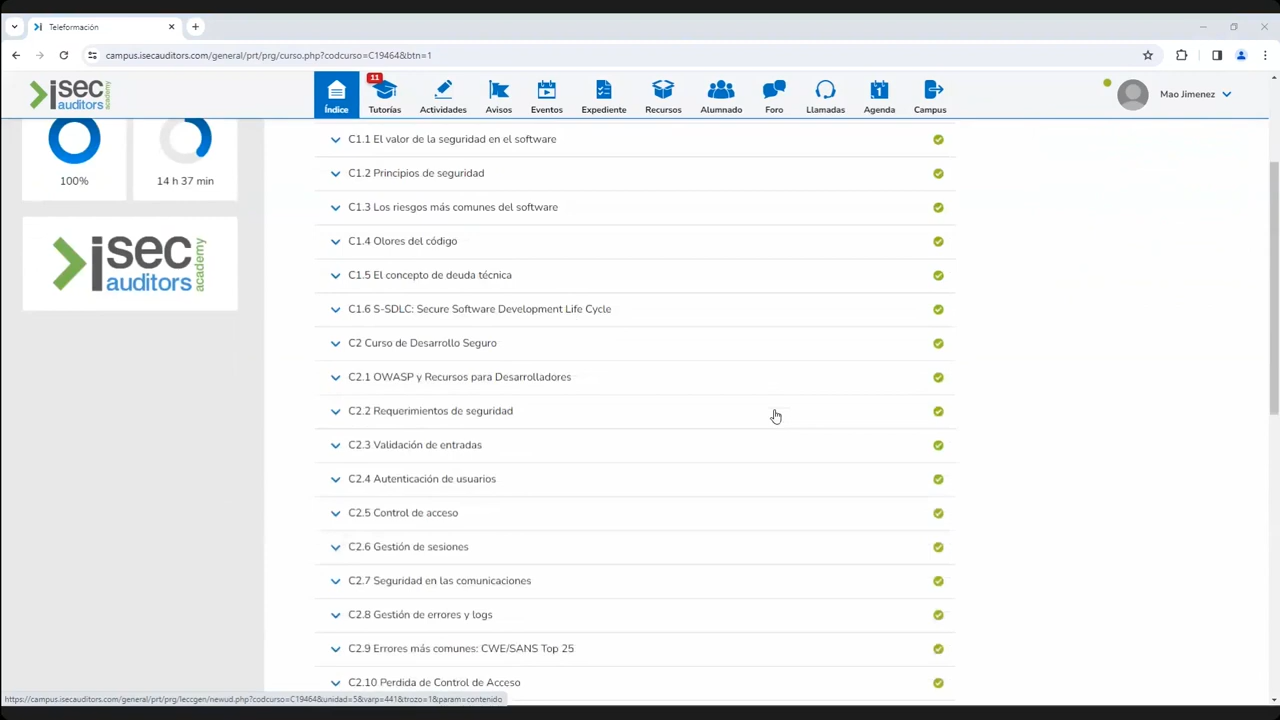 Teleformación
campus.isecauditors.com/general/prt/prg/curso.php?codcurso=C19464&btn=1
isec
auditors
academy
Índice
11
Tutorías
Actividades
Avisos
Eventos
Expediente
Recursos
Alumnado
Foro
Llamadas
Agenda
Campus
Mao Jimenez
100%
14 h 37 min
isec
auditors
academy
C1.1 El valor de la seguridad en el software
C1.2 Principios de seguridad
C1.3 Los riesgos más comunes del software
C1.4 Olores del código
C1.5 El concepto de deuda técnica
C1.6 S-SDLC: Secure Software Development Life Cycle
C2 Curso de Desarrollo Seguro
C2.1 OWASP y Recursos para Desarrolladores
C2.2 Requerimientos de seguridad
C2.3 Validación de entradas
C2.4 Autenticación de usuarios
C2.5 Control de acceso
C2.6 Gestión de sesiones
C2.7 Seguridad en las comunicaciones
C2.8 Gestión de errores y logs
C2.9 Errores más comunes: CWE/SANS Top 25
C2.10 Perdida de Control de Acceso
https://campus.isecauditors.com/general/prt/prg/leccgen/newud.php?codcurso=C19464&unidad=5&varp=441&trozo=1&param=contenido